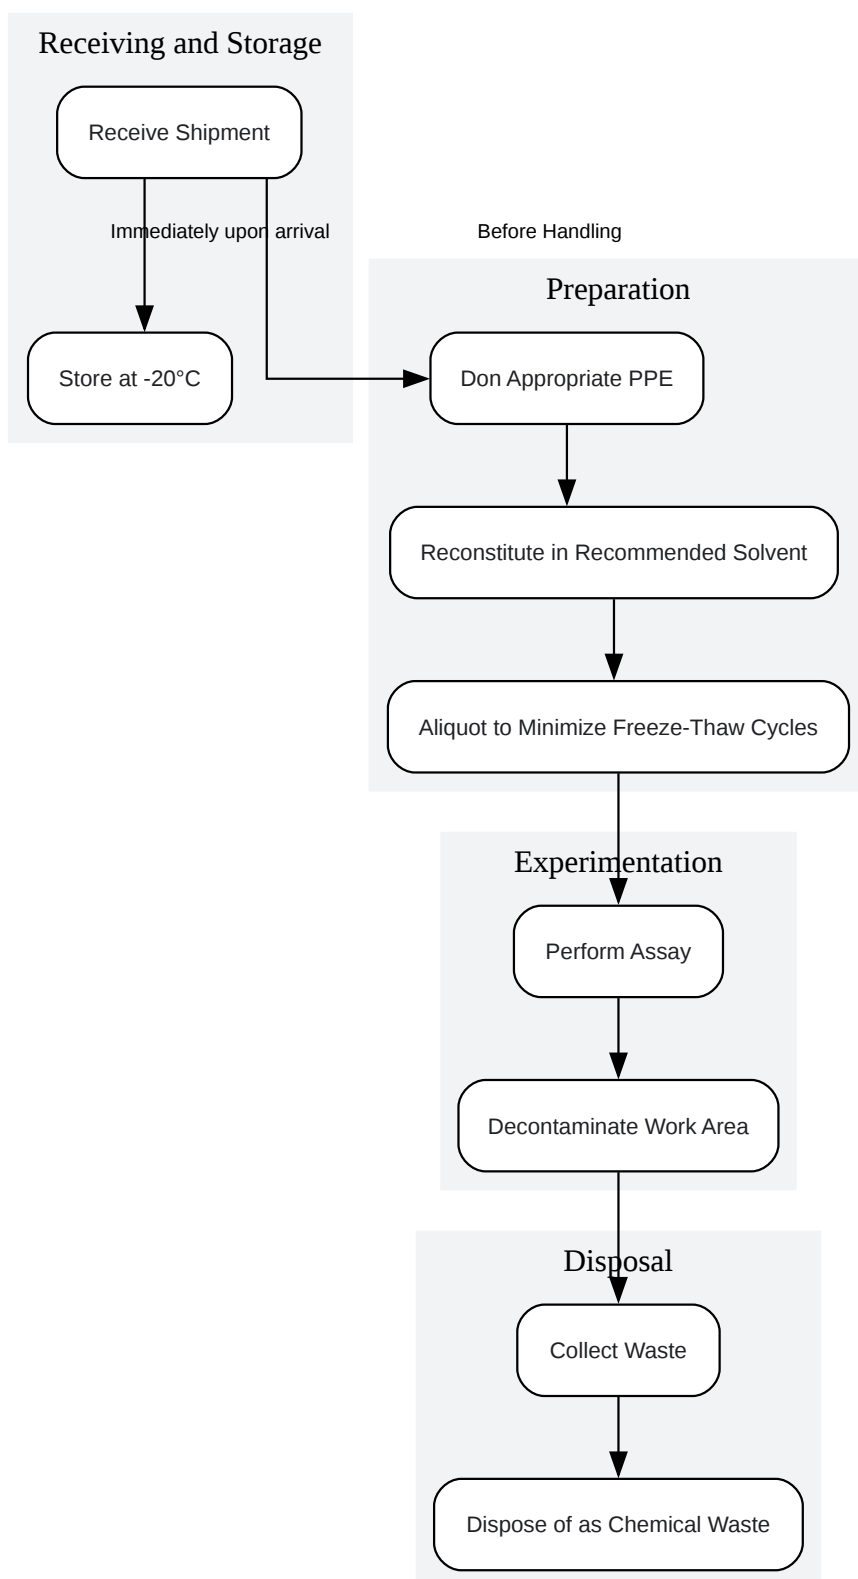 Receiving and Storage
Receive Shipment
Immediately upon arrival
Before Handling
Store at -20°C
Preparation
Don Appropriate PPE
Reconstitute in Recommended Solvent
Aliquot to Minimize Freeze-Thaw Cycles
Experimentation
Perform Assay
Decontaminate Work Area
Disposal
Collect Waste
Dispose of as Chemical Waste